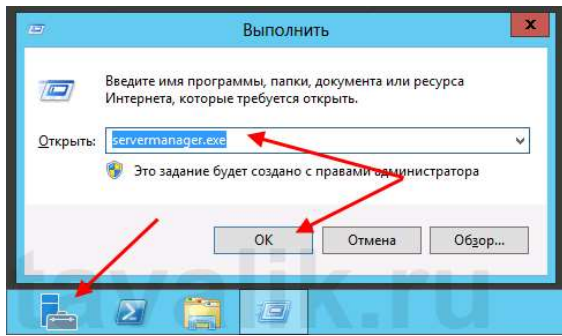 Выполнить
Введите имя программы, папки, документа или ресурса
Интернета, которые требуется открыть.
Открыть: servermanager.exe
Это задание будет создано с правами администратора
OK Отмена Обзор...
tavalik.ru